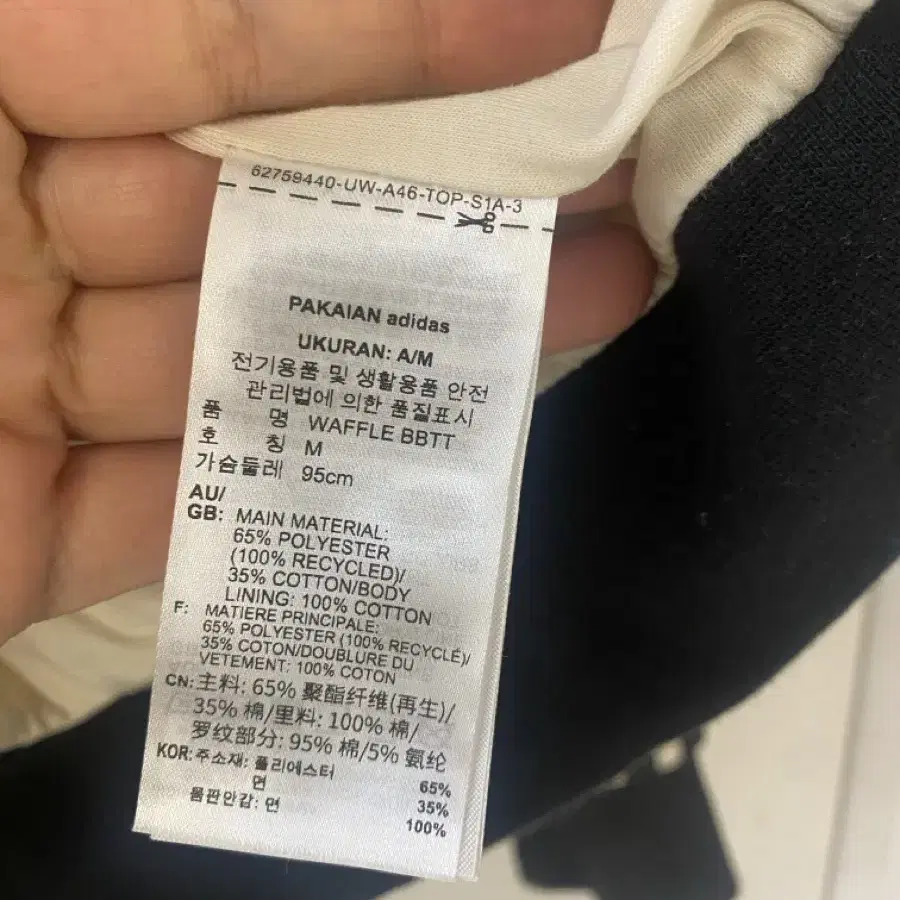 62759440-UW-A46-TOP-S1A-3
PAKAIAN adidas
UKURAN: A/M
전기용품 및 생활용품 안전
관리법에 의한 품질표시
품 명 WAFFLE BBTT
호 칭 M
가슴둘레 95cm
AU/
GB: MAIN MATERIAL:
65% POLYESTER
(100% RECYCLED)/
35% COTTON/BODY
LINING: 100% COTTON
F: MATIERE PRINCIPALE:
65% POLYESTER (100% RECYCLÉ)/
35% COTON/DOUBLURE DU
VETEMENT: 100% COTON
CN: 主料: 65% 聚酯纤维(再生)/
35% 棉/里料: 100% 棉/
罗纹部分: 95% 棉/5% 氨纶
KOR: 주소재: 폴리에스터 65%
면 35%
몸판안감: 면 100%